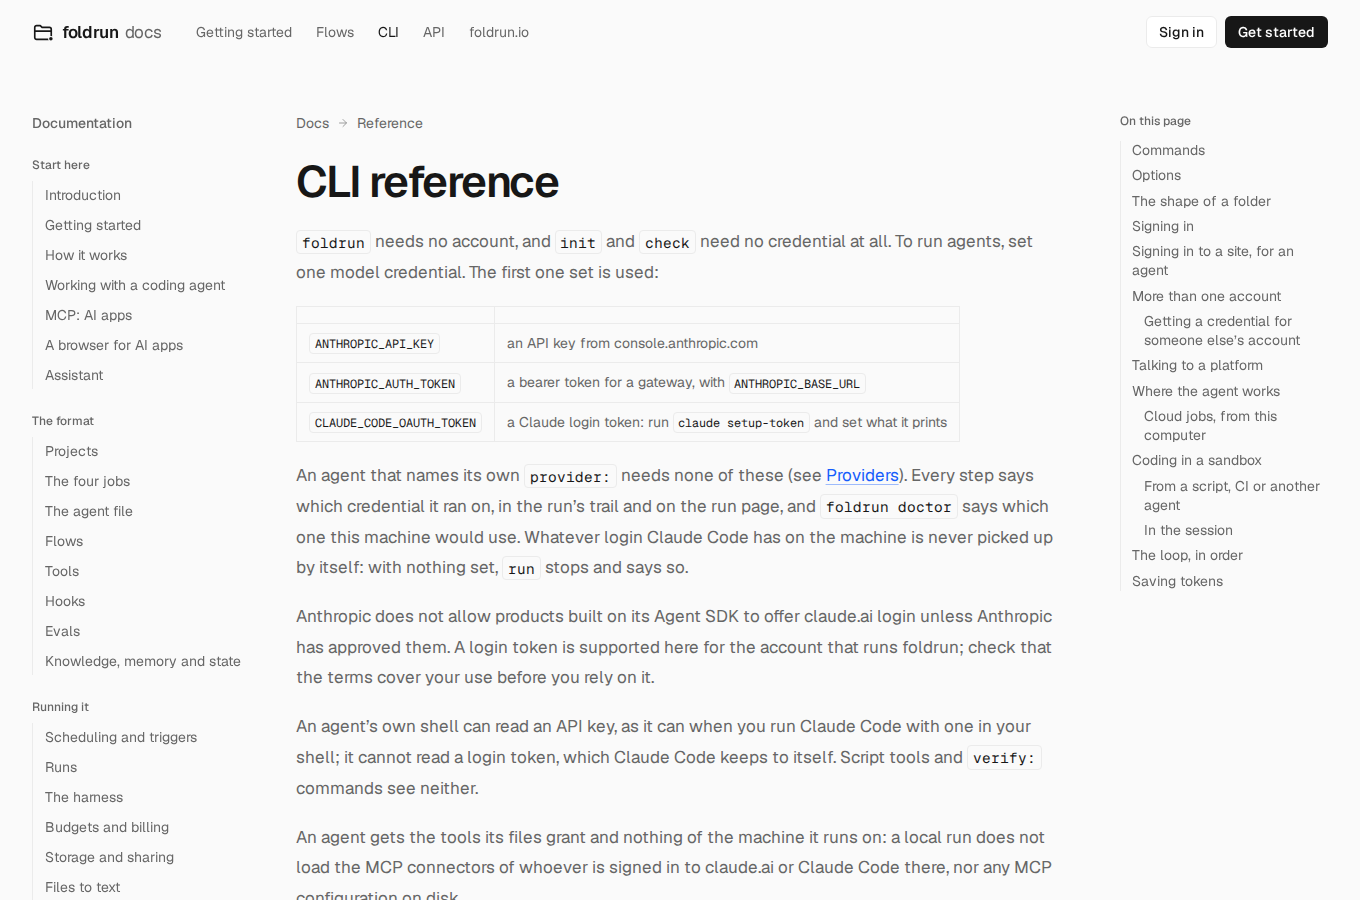 foldrun docs
Getting started
Flows
CLI
API
foldrun.io
Sign in
Get started
Documentation
Start here
Introduction
Getting started
How it works
Working with a coding agent
MCP: AI apps
A browser for AI apps
Assistant
The format
Projects
The four jobs
The agent file
Flows
Tools
Hooks
Evals
Knowledge, memory and state
Running it
Scheduling and triggers
Runs
The harness
Budgets and billing
Storage and sharing
Files to text
Docs → Reference
CLI reference
foldrun needs no account, and init and check need no credential at all. To run agents, set
one model credential. The first one set is used:
ANTHROPIC_API_KEY an API key from console.anthropic.com
ANTHROPIC_AUTH_TOKEN a bearer token for a gateway, with ANTHROPIC_BASE_URL
CLAUDE_CODE_OAUTH_TOKEN a Claude login token: run claude setup-token and set what it prints
An agent that names its own provider: needs none of these (see Providers). Every step says
which credential it ran on, in the run’s trail and on the run page, and foldrun doctor says which
one this machine would use. Whatever login Claude Code has on the machine is never picked up
by itself: with nothing set, run stops and says so.
Anthropic does not allow products built on its Agent SDK to offer claude.ai login unless Anthropic
has approved them. A login token is supported here for the account that runs foldrun; check that
the terms cover your use before you rely on it.
An agent’s own shell can read an API key, as it can when you run Claude Code with one in your
shell; it cannot read a login token, which Claude Code keeps to itself. Script tools and verify:
commands see neither.
An agent gets the tools its files grant and nothing of the machine it runs on: a local run does not
load the MCP connectors of whoever is signed in to claude.ai or Claude Code there, nor any MCP
configuration on disk.
On this page
Commands
Options
The shape of a folder
Signing in
Signing in to a site, for an
agent
More than one account
Getting a credential for
someone else’s account
Talking to a platform
Where the agent works
Cloud jobs, from this
computer
Coding in a sandbox
From a script, CI or another
agent
In the session
The loop, in order
Saving tokens